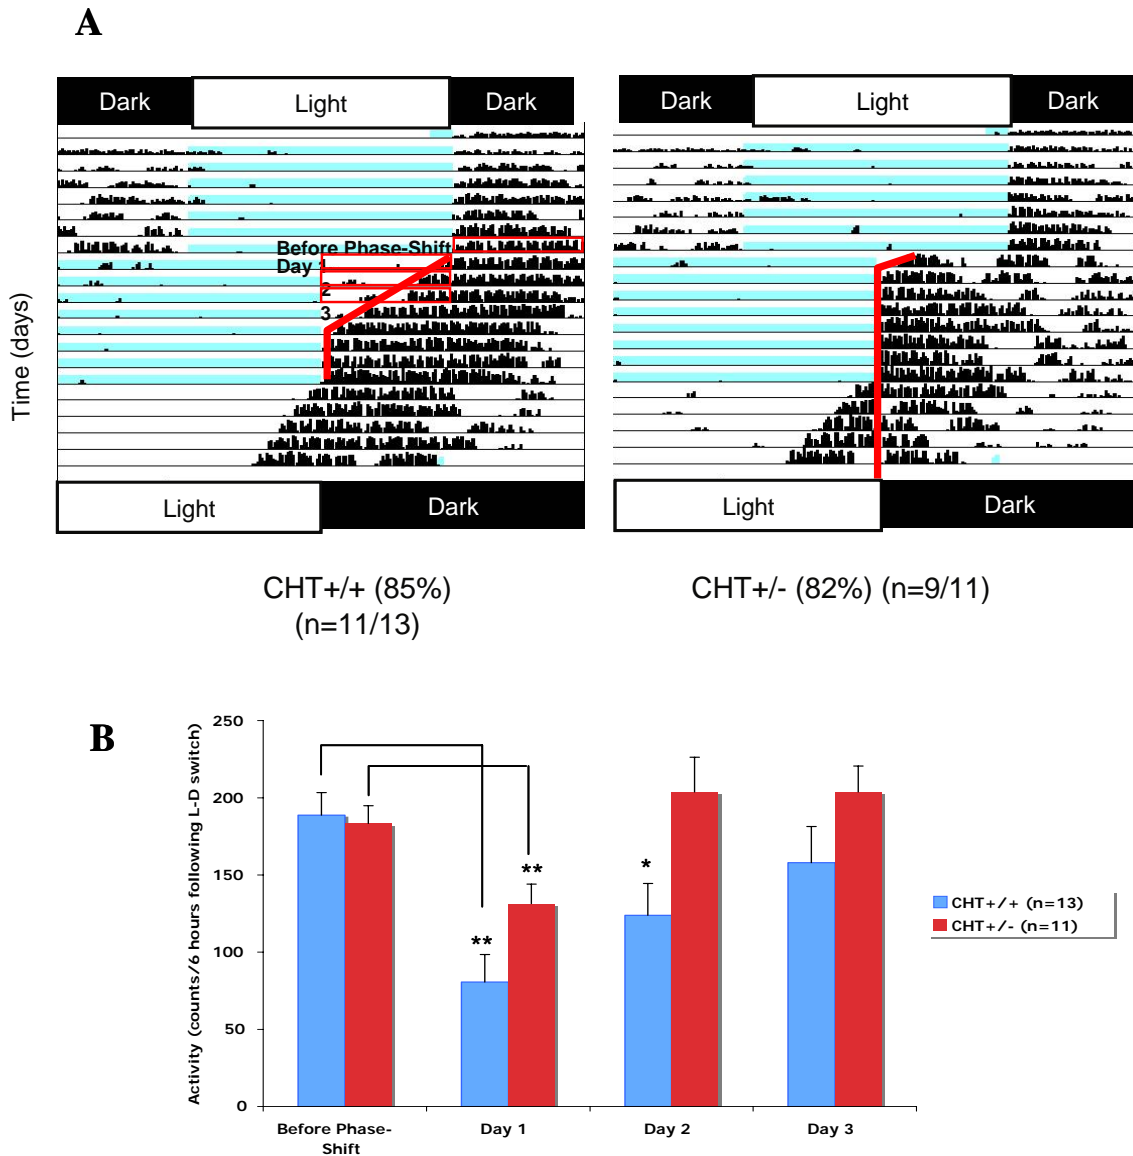 A
Dark Light Dark
Dark Light Dark
Before Phase-Shift
Day 1
2
3
Time (days)
Light Dark
Light Dark
CHT+/+ (85%)
(n=11/13)
CHT+/- (82%) (n=9/11)
B
Activity (counts/6 hours following L-D switch)
250
200
150
100
50
0
**
**
*
CHT+/+ (n=13)
CHT+/- (n=11)
Before Phase-
Shift
Day 1
Day 2
Day 3